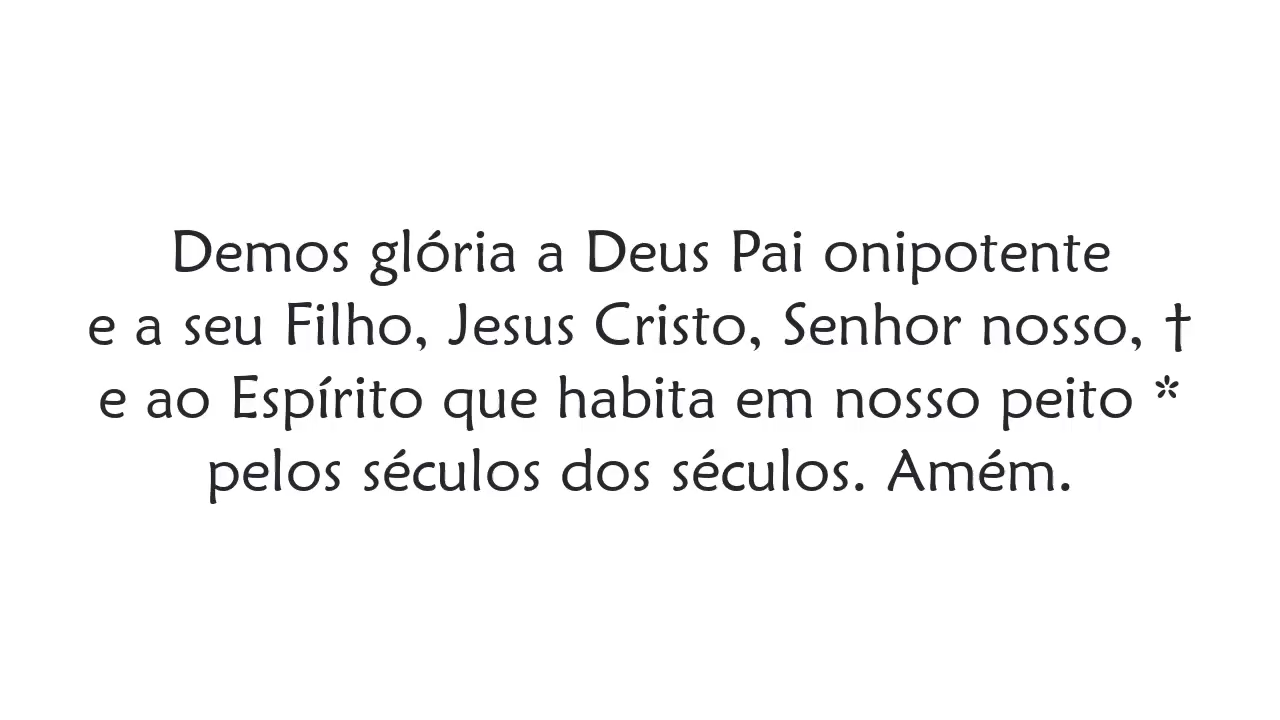 Demos glória a Deus Pai onipotente
e a seu Filho, Jesus Cristo, Senhor nosso, †
e ao Espírito que habita em nosso peito *
pelos séculos dos séculos. Amém.